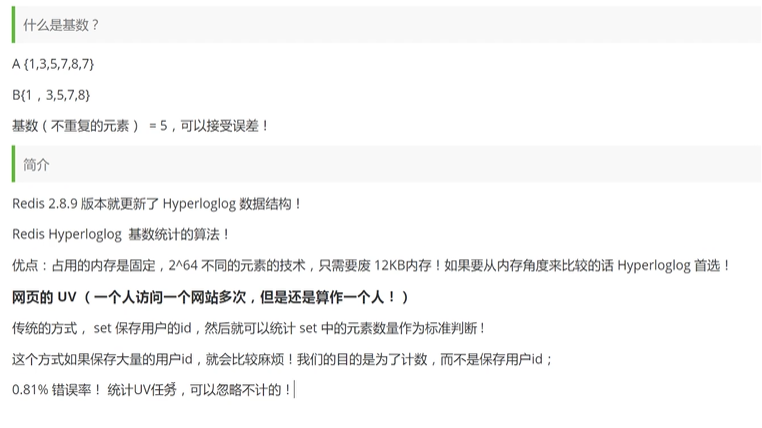 什么是基数？
A {1,3,5,7,8,7}
B{1，3,5,7,8}
基数（不重复的元素） = 5，可以接受误差！
简介
Redis 2.8.9 版本就更新了 Hyperloglog 数据结构！
Redis Hyperloglog 基数统计的算法！
优点：占用的内存是固定，2^64 不同的元素的技术，只需要废 12KB内存！如果要从内存角度来比较的话 Hyperloglog 首选！
网页的 UV （一个人访问一个网站多次，但是还是算作一个人！）
传统的方式， set 保存用户的id，然后就可以统计 set 中的元素数量作为标准判断 !
这个方式如果保存大量的用户id，就会比较麻烦！我们的目的是为了计数，而不是保存用户id；
0.81% 错误率！ 统计UV任务，可以忽略不计的！